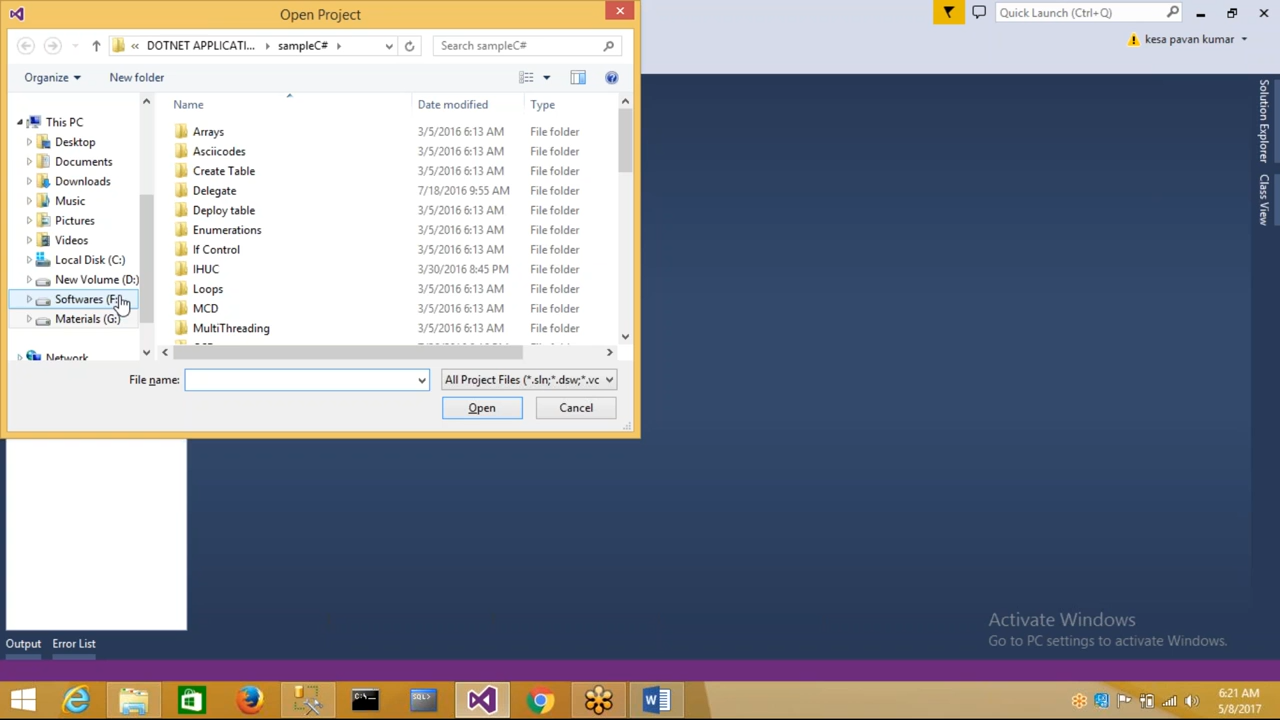 Open Project
Quick Launch (Ctrl+Q)
kesa pavan kumar
« DOTNET APPLICATI... sampleC#
Search sampleC#
Organize
New folder
Name
Date modified
Type
This PC
Desktop
Documents
Downloads
Music
Pictures
Videos
Local Disk (C:)
New Volume (D:)
Softwares (F:)
Materials (G:)
Network
Arrays 3/5/2016 6:13 AM File folder
Asciicodes 3/5/2016 6:13 AM File folder
Create Table 3/5/2016 6:13 AM File folder
Delegate 7/18/2016 9:55 AM File folder
Deploy table 3/5/2016 6:13 AM File folder
Enumerations 3/5/2016 6:13 AM File folder
If Control 3/5/2016 6:13 AM File folder
IHUC 3/30/2016 8:45 PM File folder
Loops 3/5/2016 6:13 AM File folder
MCD 3/5/2016 6:13 AM File folder
MultiThreading 3/5/2016 6:13 AM File folder
File name:
All Project Files (*.sln;*.dsw;*.vc
Open
Cancel
Solution Explorer
Class View
Output
Error List
Activate Windows
Go to PC settings to activate Windows.
6:21 AM
5/8/2017